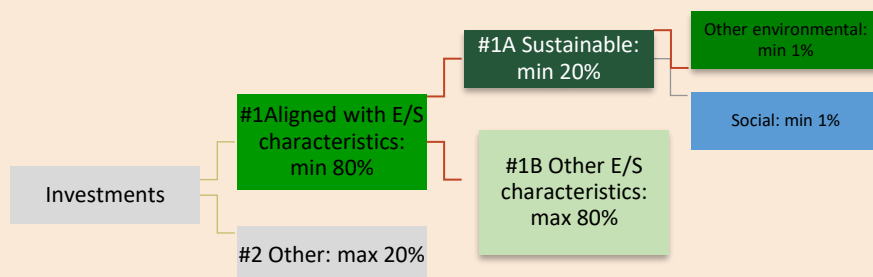 Investments
#1Aligned with E/S
characteristics:
min 80%
#2 Other: max 20%
#1A Sustainable:
min 20%
#1B Other E/S
characteristics:
max 80%
Other environmental:
min 1%
Social: min 1%